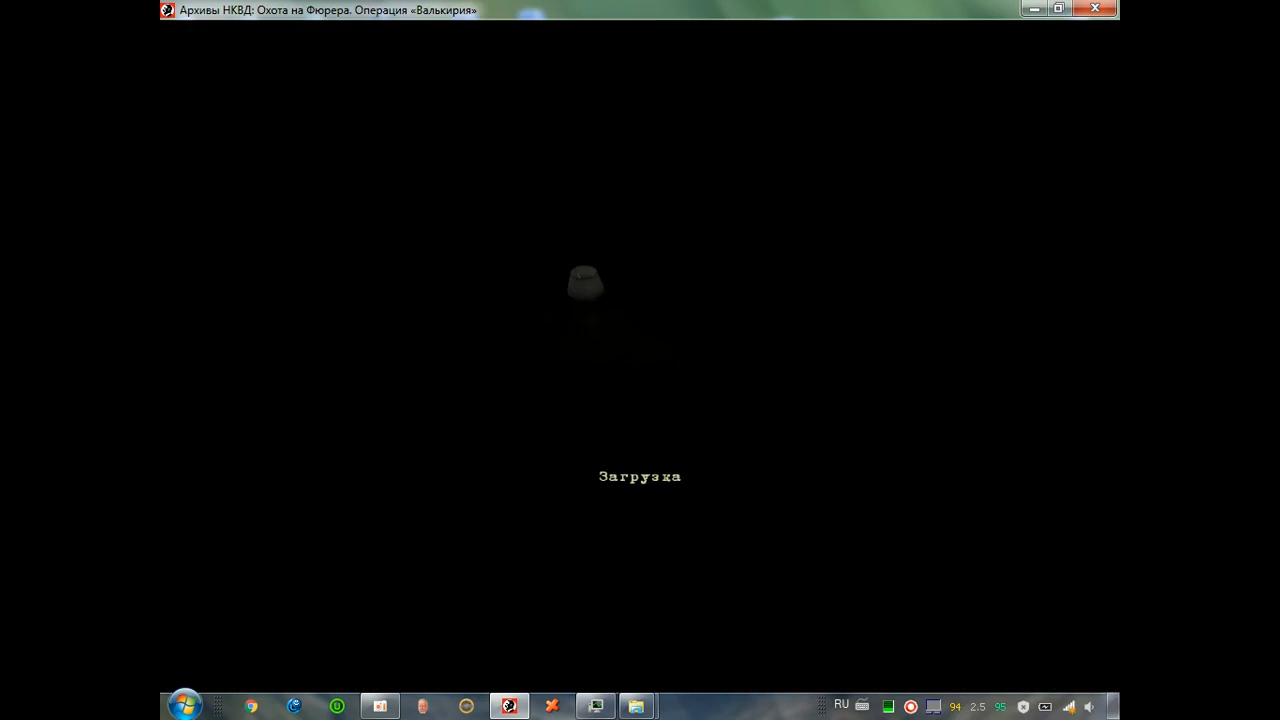 Архивы НКВД: Охота на Фюрера. Операция «Валькирия»
Загрузка
RU 94 2.5 95